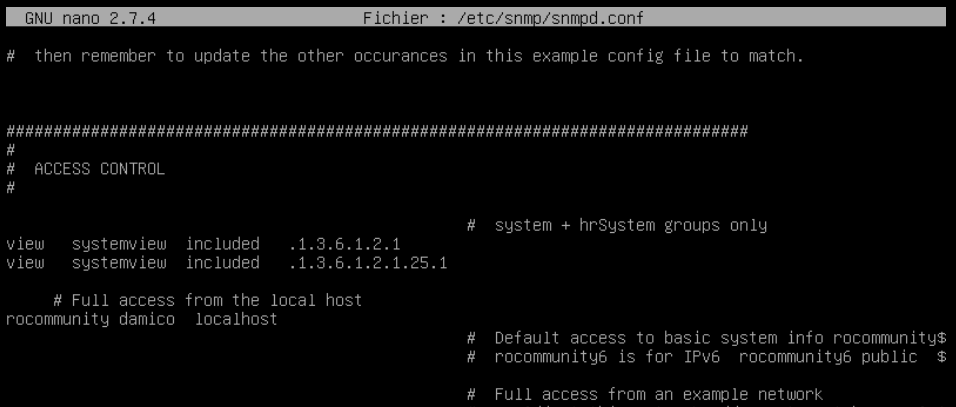 GNU nano 2.7.4 Fichier : /etc/snmp/snmpd.conf
# then remember to update the other occurances in this example config file to match.
###############################################################################
#
# ACCESS CONTROL
#
# system + hrSystem groups only
view systemview included .1.3.6.1.2.1
view systemview included .1.3.6.1.2.1.25.1
# Full access from the local host
rocommunity damico localhost
# Default access to basic system info rocommunity$
# rocommunity6 is for IPv6 rocommunity6 public $
# Full access from an example network